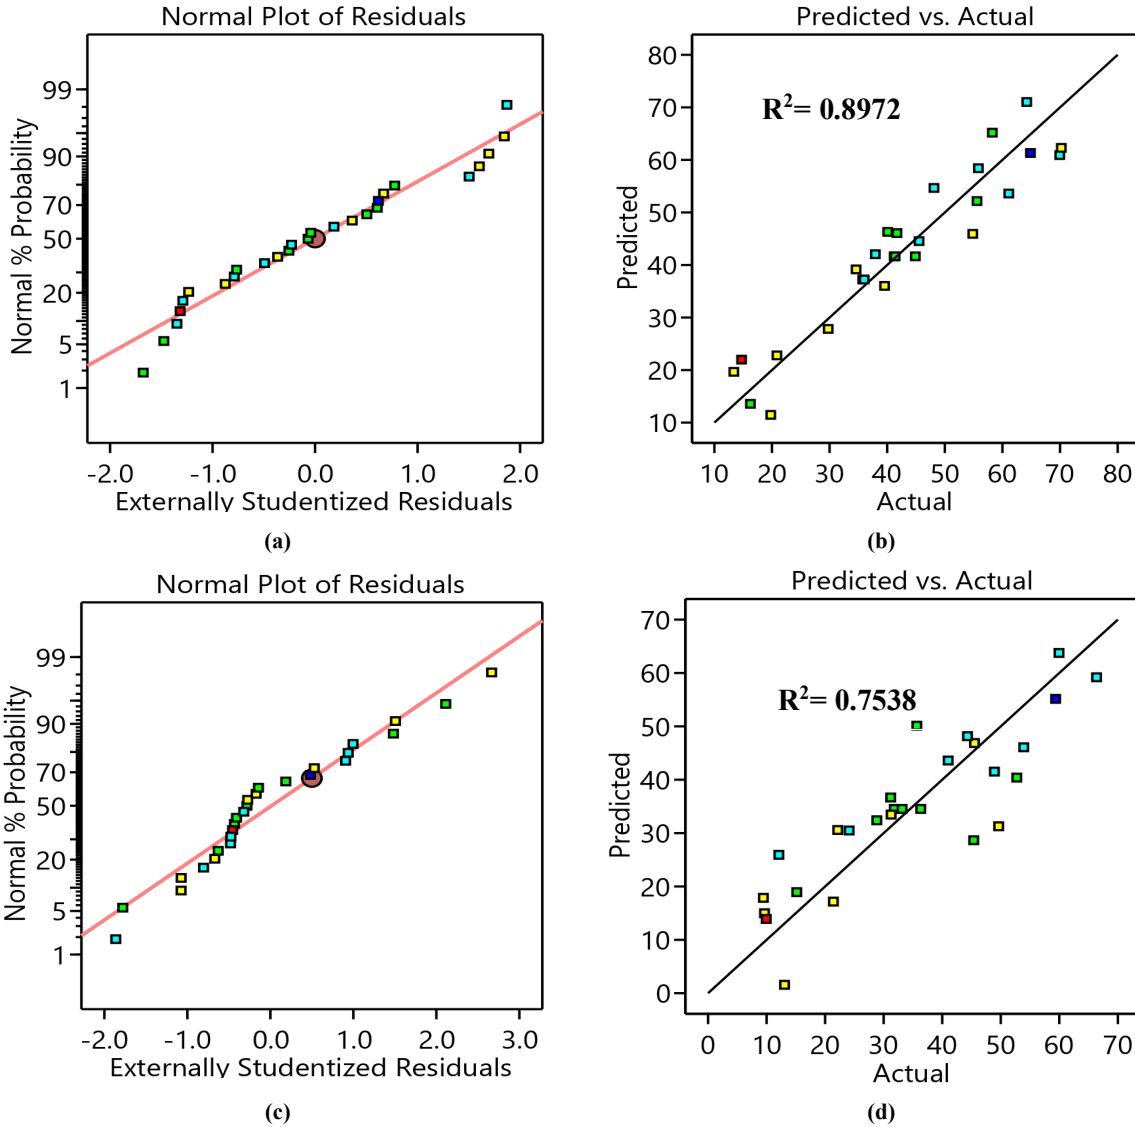 Normal Plot of Residuals
Normal % Probability
99
90
70
50
20
5
1
-2.0 -1.0 0.0 1.0 2.0
Externally Studentized Residuals
(a)
Predicted vs. Actual
R²= 0.8972
Predicted
80
70
60
50
40
30
20
10
10 20 30 40 50 60 70 80
Actual
(b)
Normal Plot of Residuals
Normal % Probability
99
90
70
50
20
5
1
-2.0 -1.0 0.0 1.0 2.0 3.0
Externally Studentized Residuals
(c)
Predicted vs. Actual
R²= 0.7538
Predicted
70
60
50
40
30
20
10
0
0 10 20 30 40 50 60 70
Actual
(d)